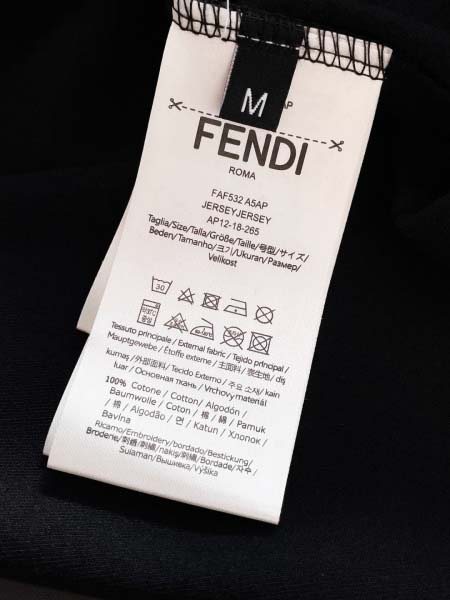 M
AP
FENDI
ROMA
FAF532 A5AP
JERSEYJERSEY
AP12-18-265
Taglia/Size/Talla/Größe/Taille/号型/サイズ/
Beden/Tamanho/크기/Ukuran/Размер/
Velikost
30
Tessuto principale / External fabric / Tejido principal /
Hauptgewebe / Étoffe externe / 主面料 / 表生地 / dış
kumaş / 外部面料 / Tecido Externo / 주요 소재 / kain
luar / Основная ткань / Vrchový materiál
100% Cotone / Cotton / Algodón /
Baumwolle / Coton / 棉 / 綿 / Pamuk
/ 棉 / Algodão / 면 / Katun / Хлопок /
Bavlna
Ricamo/Embroidery/bordado/Bestickung/
Broderie/刺繡/刺繍/nakış/刺繡/Bordade/자수/
Sulaman/Вышивка/Výšika